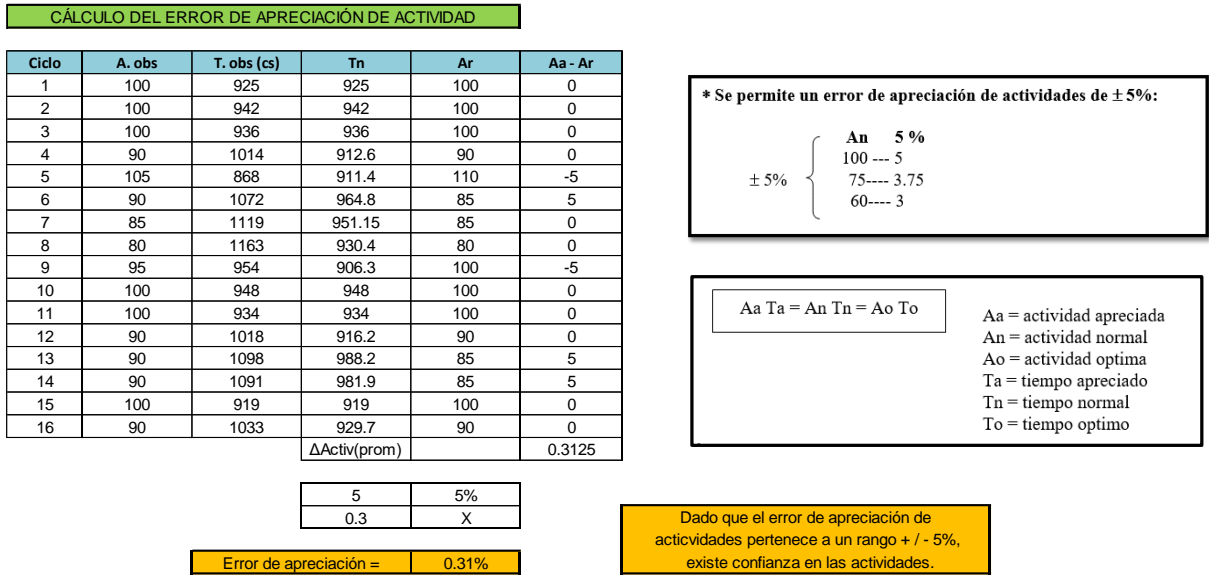 CÁLCULO DEL ERROR DE APRECIACIÓN DE ACTIVIDAD
Ciclo A. obs T. obs (cs) Tn Ar Aa - Ar
1 100 925 925 100 0
2 100 942 942 100 0
3 100 936 936 100 0
4 90 1014 912.6 90 0
5 105 868 911.4 110 -5
6 90 1072 964.8 85 5
7 85 1119 951.15 85 0
8 80 1163 930.4 80 0
9 95 954 906.3 100 -5
10 100 948 948 100 0
11 100 934 934 100 0
12 90 1018 916.2 90 0
13 90 1098 988.2 85 5
14 90 1091 981.9 85 5
15 100 919 919 100 0
16 90 1033 929.7 90 0
ΔActiv(prom) 0.3125
5 5%
0.3 X
Error de apreciación = 0.31%
* Se permite un error de apreciación de actividades de ± 5%:
An 5 %
100 --- 5
± 5% 75---- 3.75
60---- 3
Aa Ta = An Tn = Ao To
Aa = actividad apreciada
An = actividad normal
Ao = actividad optima
Ta = tiempo apreciado
Tn = tiempo normal
To = tiempo optimo
Dado que el error de apreciación de
acticvidades pertenece a un rango + / - 5%,
existe confianza en las actividades.